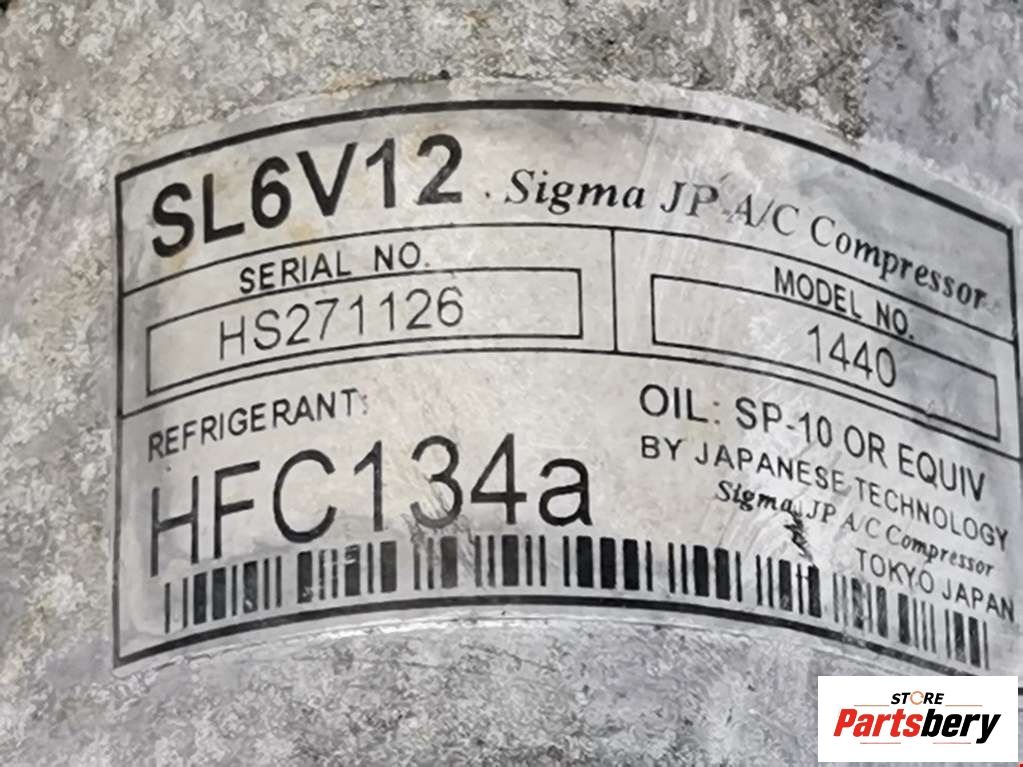 SL6V12 . Sigma JP A/C Compressor
SERIAL NO.
HS271126
MODEL NO.
1440
REFRIGERANT:
HFC134a
OIL: SP-10 OR EQUIV
BY JAPANESE TECHNOLOGY
Sigma JP A/C Compressor
TOKYO JAPAN
STORE
Partsbery